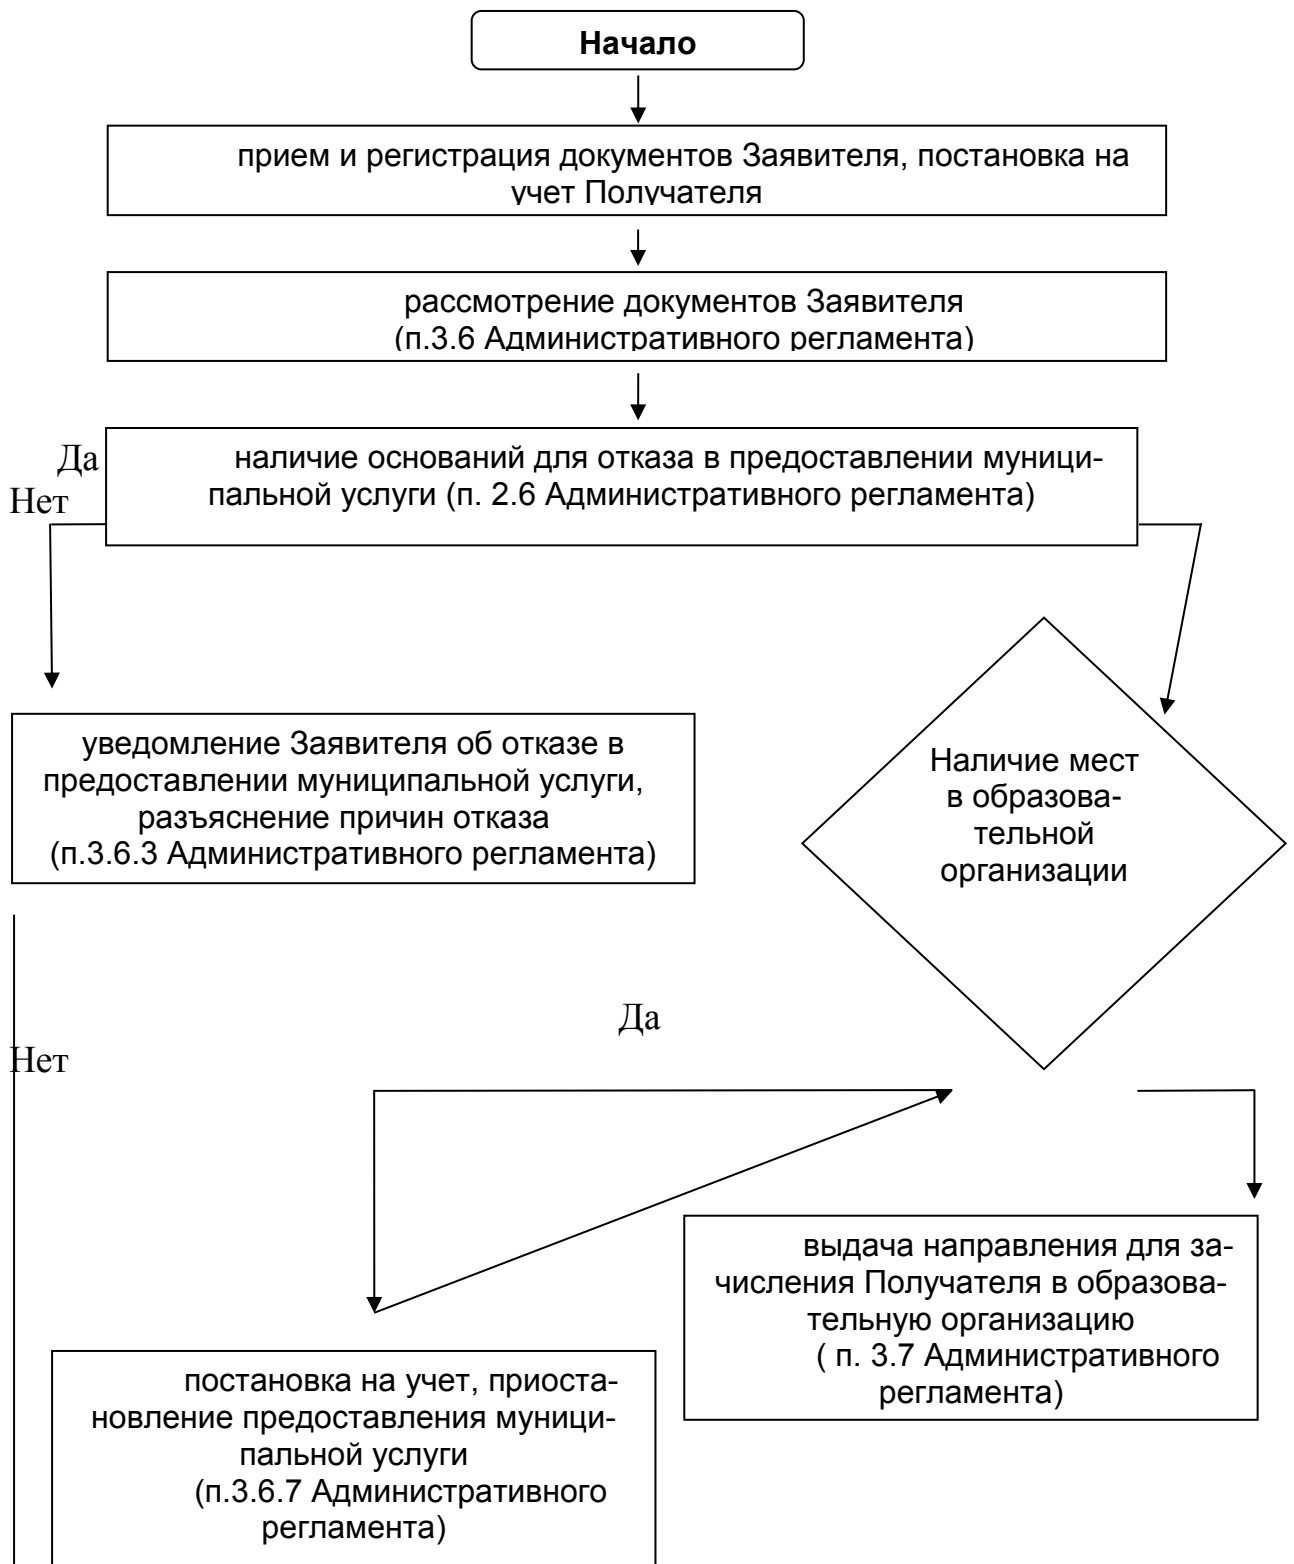 Начало
прием и регистрация документов Заявителя, постановка на
учет Получателя
рассмотрение документов Заявителя
(п.3.6 Административного регламента)
Да
Нет
наличие оснований для отказа в предоставлении муници-
пальной услуги (п. 2.6 Административного регламента)
уведомление Заявителя об отказе в
предоставлении муниципальной услуги,
разъяснение причин отказа
(п.3.6.3 Административного регламента)
Наличие мест
в образова-
тельной
организации
Да
Нет
выдача направления для за-
числения Получателя в образова-
тельную организацию
( п. 3.7 Административного
регламента)
постановка на учет, приоста-
новление предоставления муници-
пальной услуги
(п.3.6.7 Административного
регламента)